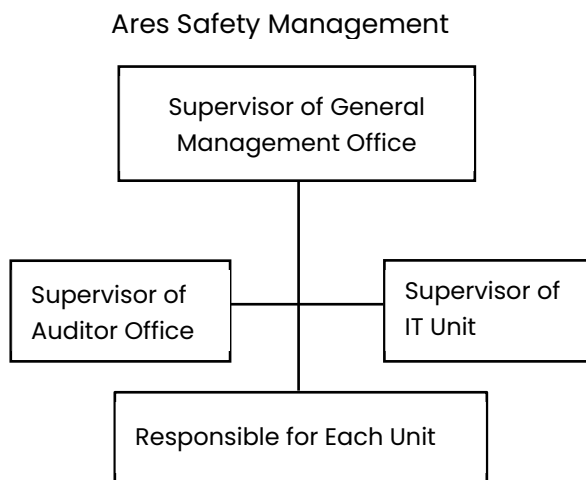 Ares Safety Management
Supervisor of General
Management Office
Supervisor of
Auditor Office
Supervisor of
IT Unit
Responsible for Each Unit